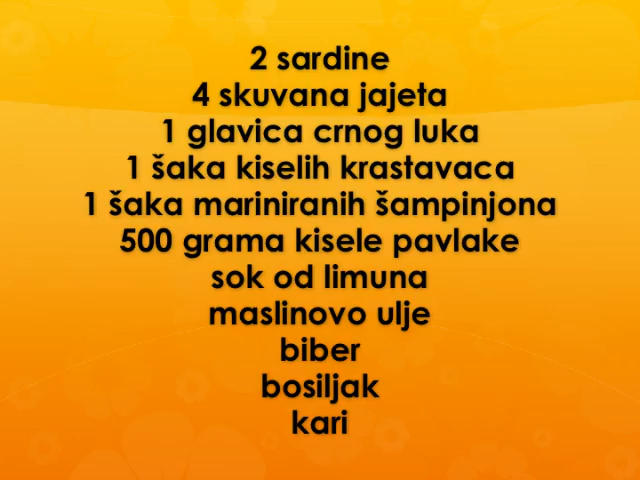 2 sardine
4 skuvana jajeta
1 glavica crnog luka
1 šaka kiselih krastavaca
1 šaka mariniranih šampinjona
500 grama kisele pavlake
sok od limuna
maslinovo ulje
biber
bosiljak
kari